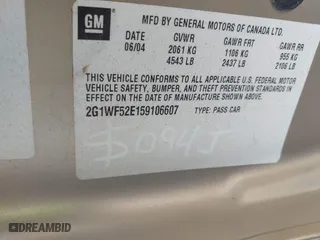 GM
MFD BY GENERAL MOTORS OF CANADA LTD.
DATE GVWR GAWR FRT GAWR RR
06/04 2061 KG 1106 KG 955 KG
4543 LB 2437 LB 2106 LB
THIS VEHICLE CONFORMS TO ALL APPLICABLE U.S. FEDERAL MOTOR
VEHICLE SAFETY, BUMPER, AND THEFT PREVENTION STANDARDS IN
EFFECT ON THE DATE OF MANUFACTURE SHOWN ABOVE.
2G1WF52E159106607 TYPE: PASS CAR
DREAMBID